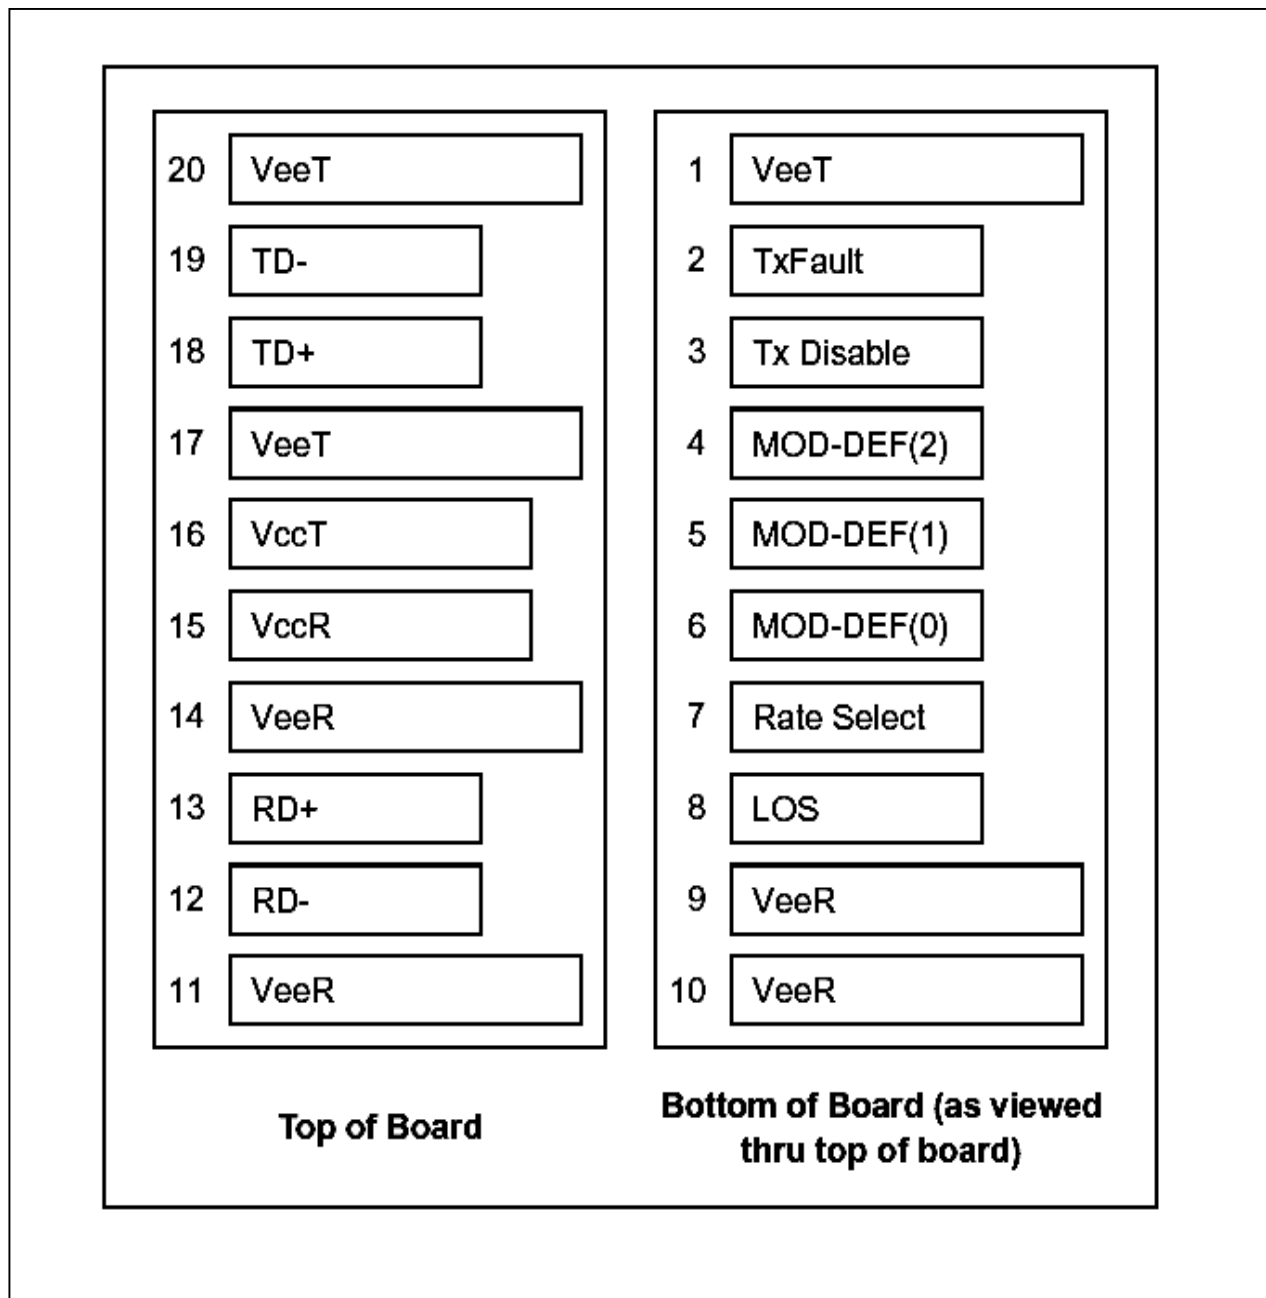 20 VeeT
19 TD-
18 TD+
17 VeeT
16 VccT
15 VccR
14 VeeR
13 RD+
12 RD-
11 VeeR
Top of Board
1 VeeT
2 TxFault
3 Tx Disable
4 MOD-DEF(2)
5 MOD-DEF(1)
6 MOD-DEF(0)
7 Rate Select
8 LOS
9 VeeR
10 VeeR
Bottom of Board (as viewed
thru top of board)